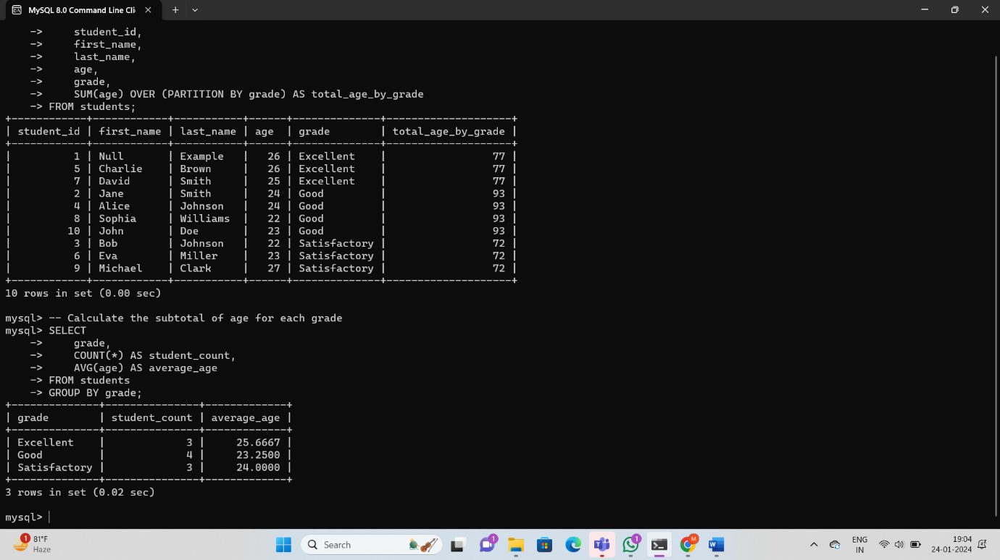 MySQL 8.0 Command Line Cli
    ->     student_id,
    ->     first_name,
    ->     last_name,
    ->     age,
    ->     grade,
    ->     SUM(age) OVER (PARTITION BY grade) AS total_age_by_grade
    -> FROM students;
+------------+------------+-----------+------+--------------+--------------------+
| student_id | first_name | last_name | age  | grade        | total_age_by_grade |
+------------+------------+-----------+------+--------------+--------------------+
|          1 | Null       | Example   |   26 | Excellent    |                 77 |
|          5 | Charlie    | Brown     |   26 | Excellent    |                 77 |
|          7 | David      | Smith     |   25 | Excellent    |                 77 |
|          2 | Jane       | Smith     |   24 | Good         |                 93 |
|          4 | Alice      | Johnson   |   24 | Good         |                 93 |
|          8 | Sophia     | Williams  |   22 | Good         |                 93 |
|         10 | John       | Doe       |   23 | Good         |                 93 |
|          3 | Bob        | Johnson   |   22 | Satisfactory |                 72 |
|          6 | Eva        | Miller    |   23 | Satisfactory |                 72 |
|          9 | Michael    | Clark     |   27 | Satisfactory |                 72 |
+------------+------------+-----------+------+--------------+--------------------+
10 rows in set (0.00 sec)
mysql> -- Calculate the subtotal of age for each grade
mysql> SELECT
    ->     grade,
    ->     COUNT(*) AS student_count,
    ->     AVG(age) AS average_age
    -> FROM students
    -> GROUP BY grade;
+--------------+---------------+-------------+
| grade        | student_count | average_age |
+--------------+---------------+-------------+
| Excellent    |             3 |     25.6667 |
| Good         |             4 |     23.2500 |
| Satisfactory |             3 |     24.0000 |
+--------------+---------------+-------------+
3 rows in set (0.02 sec)
mysql>
1
81°F
Haze
Search
1
1
M
ENG
IN
19:04
24-01-2024